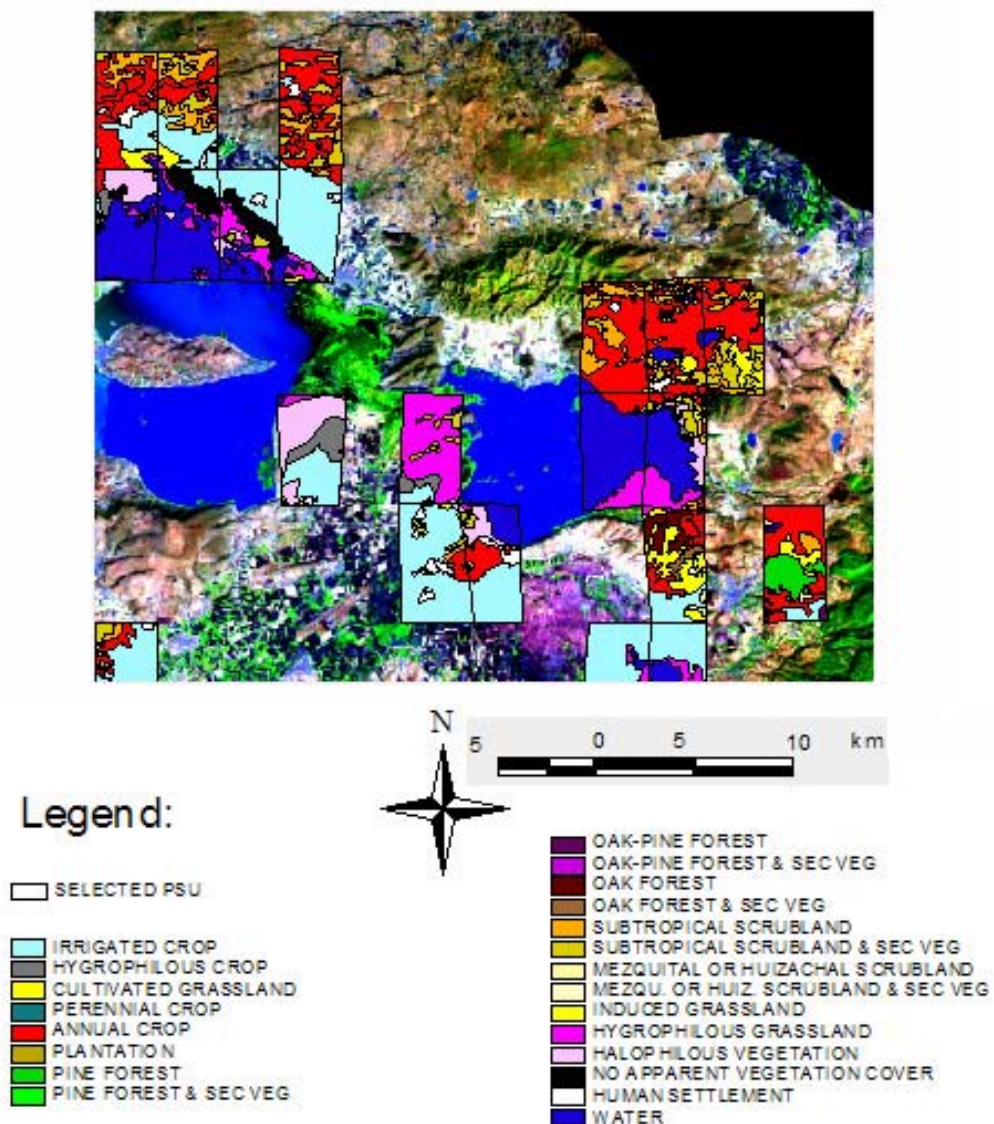 N
5 0 5 10 km
Legend:
SELECTED PSU
IRRIGATED CROP
HYGROPHILOUS CROP
CULTIVATED GRASSLAND
PERENNIAL CROP
ANNUAL CROP
PLANTATION
PINE FOREST
PINE FOREST & SEC VEG
OAK-PINE FOREST
OAK-PINE FOREST & SEC VEG
OAK FOREST
OAK FOREST & SEC VEG
SUBTROPICAL SCRUBLAND
SUBTROPICAL SCRUBLAND & SEC VEG
MEZQUITAL OR HUIZACHAL SCRUBLAND
MEZQU. OR HUIZ. SCRUBLAND & SEC VEG
INDUCED GRASSLAND
HYGROPHILOUS GRASSLAND
HALOPHILOUS VEGETATION
NO APPARENT VEGETATION COVER
HUMAN SETTLEMENT
WATER